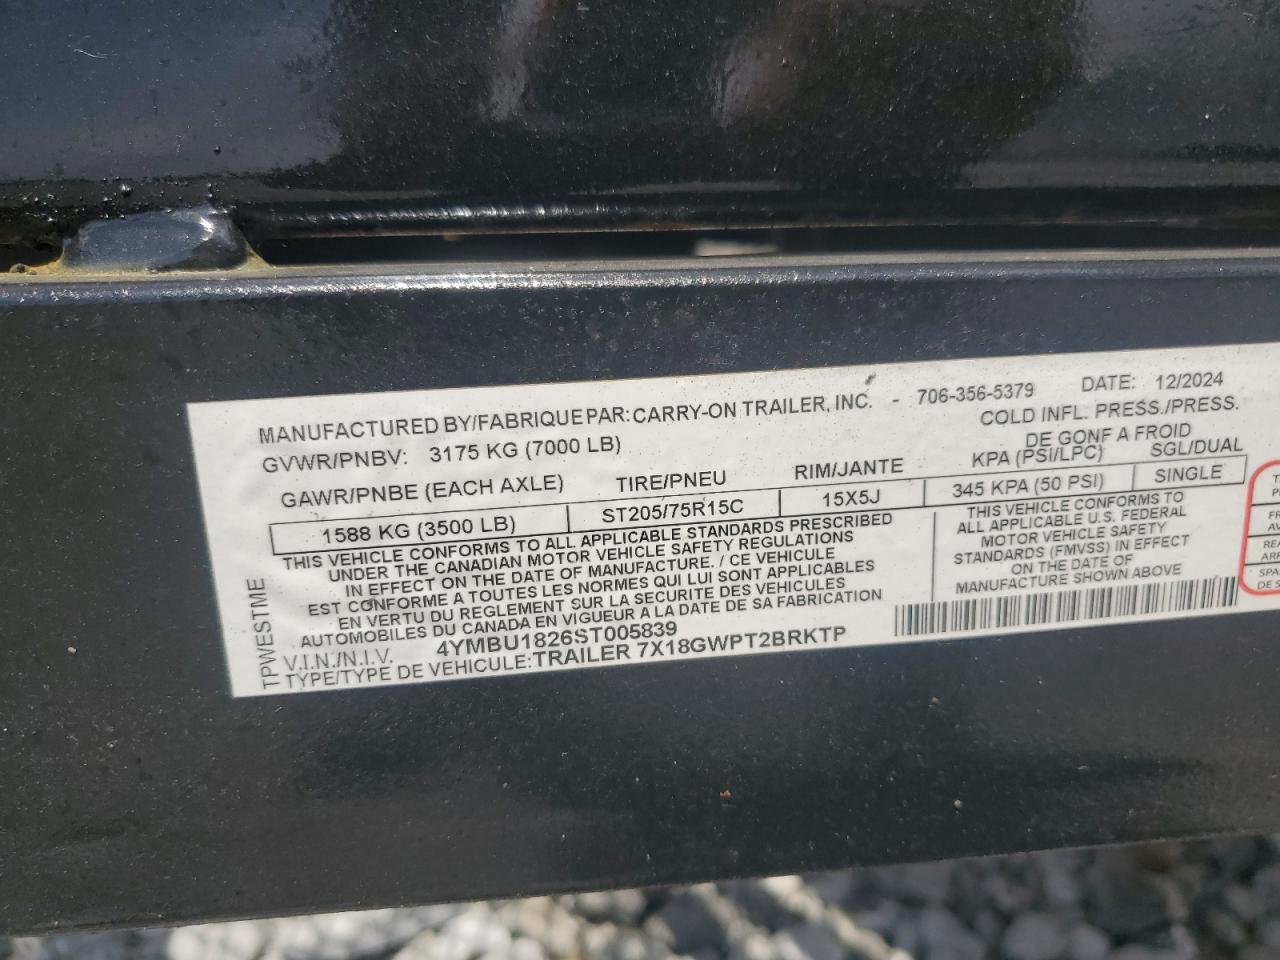 MANUFACTURED BY/FABRIQUE PAR: CARRY-ON TRAILER, INC. - 706-356-5379 DATE: 12/2024
GVWR/PNBV: 3175 KG (7000 LB)
COLD INFL. PRESS./PRESS.
DE GONF A FROID
GAWR/PNBE (EACH AXLE) TIRE/PNEU RIM/JANTE KPA (PSI/LPC) SGL/DUAL
1588 KG (3500 LB) ST205/75R15C 15X5J 345 KPA (50 PSI) SINGLE
THIS VEHICLE CONFORMS TO ALL APPLICABLE STANDARDS PRESCRIBED
UNDER THE CANADIAN MOTOR VEHICLE SAFETY REGULATIONS
IN EFFECT ON THE DATE OF MANUFACTURE. / CE VEHICULE
EST CONFORME A TOUTES LES NORMES QUI LUI SONT APPLICABLES
EN VERTU DU REGLEMENT SUR LA SECURITE DES VEHICULES
AUTOMOBILES DU CANADA EN VIGUEUR A LA DATE DE SA FABRICATION
THIS VEHICLE CONFORMS TO
ALL APPLICABLE U.S. FEDERAL
MOTOR VEHICLE SAFETY
STANDARDS (FMVSS) IN EFFECT
ON THE DATE OF
MANUFACTURE SHOWN ABOVE
V.I.N./N.I.V. 4YMBU1826ST005839
TYPE/TYPE DE VEHICULE: TRAILER 7X18GWPT2BRKTP
TPWESTME